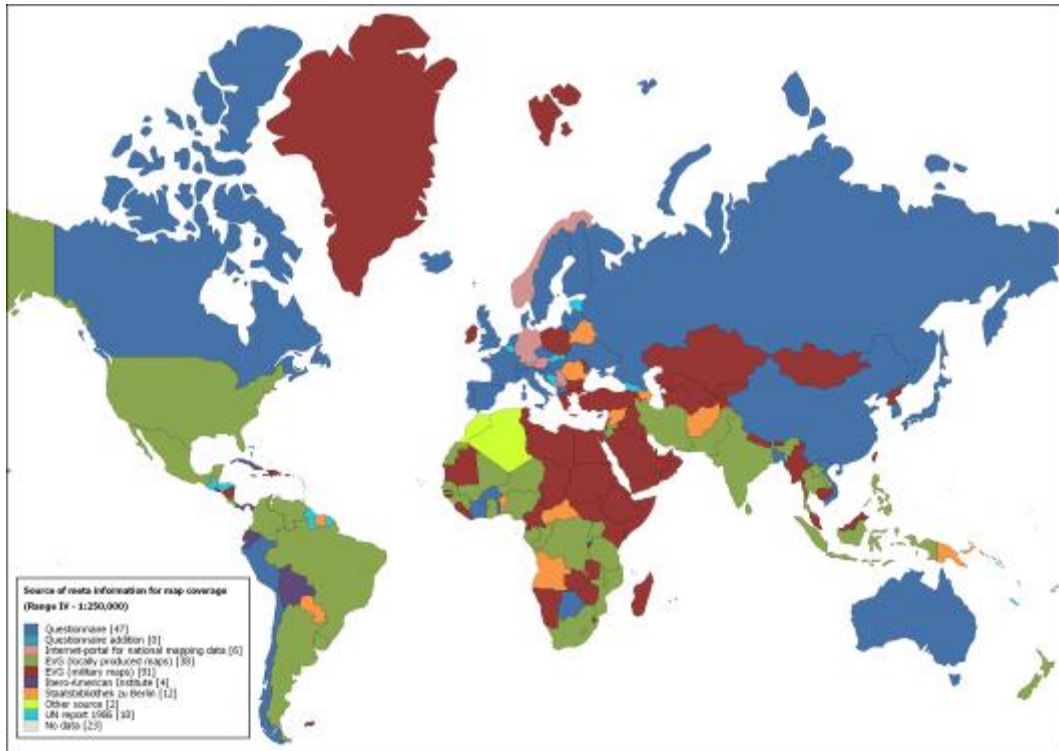 Source of meta information for map coverage
(Range IV - 1:250,000)
Questionnaire [47]
Questionnaire addition [0]
Internet-portal for national mapping data [6]
EVG (locally produced maps) [38]
EVG (military maps) [91]
Ibero-American Institute [4]
Staatsbibliothek zu Berlin [12]
Other source [2]
UN report 1986 [18]
No data [23]